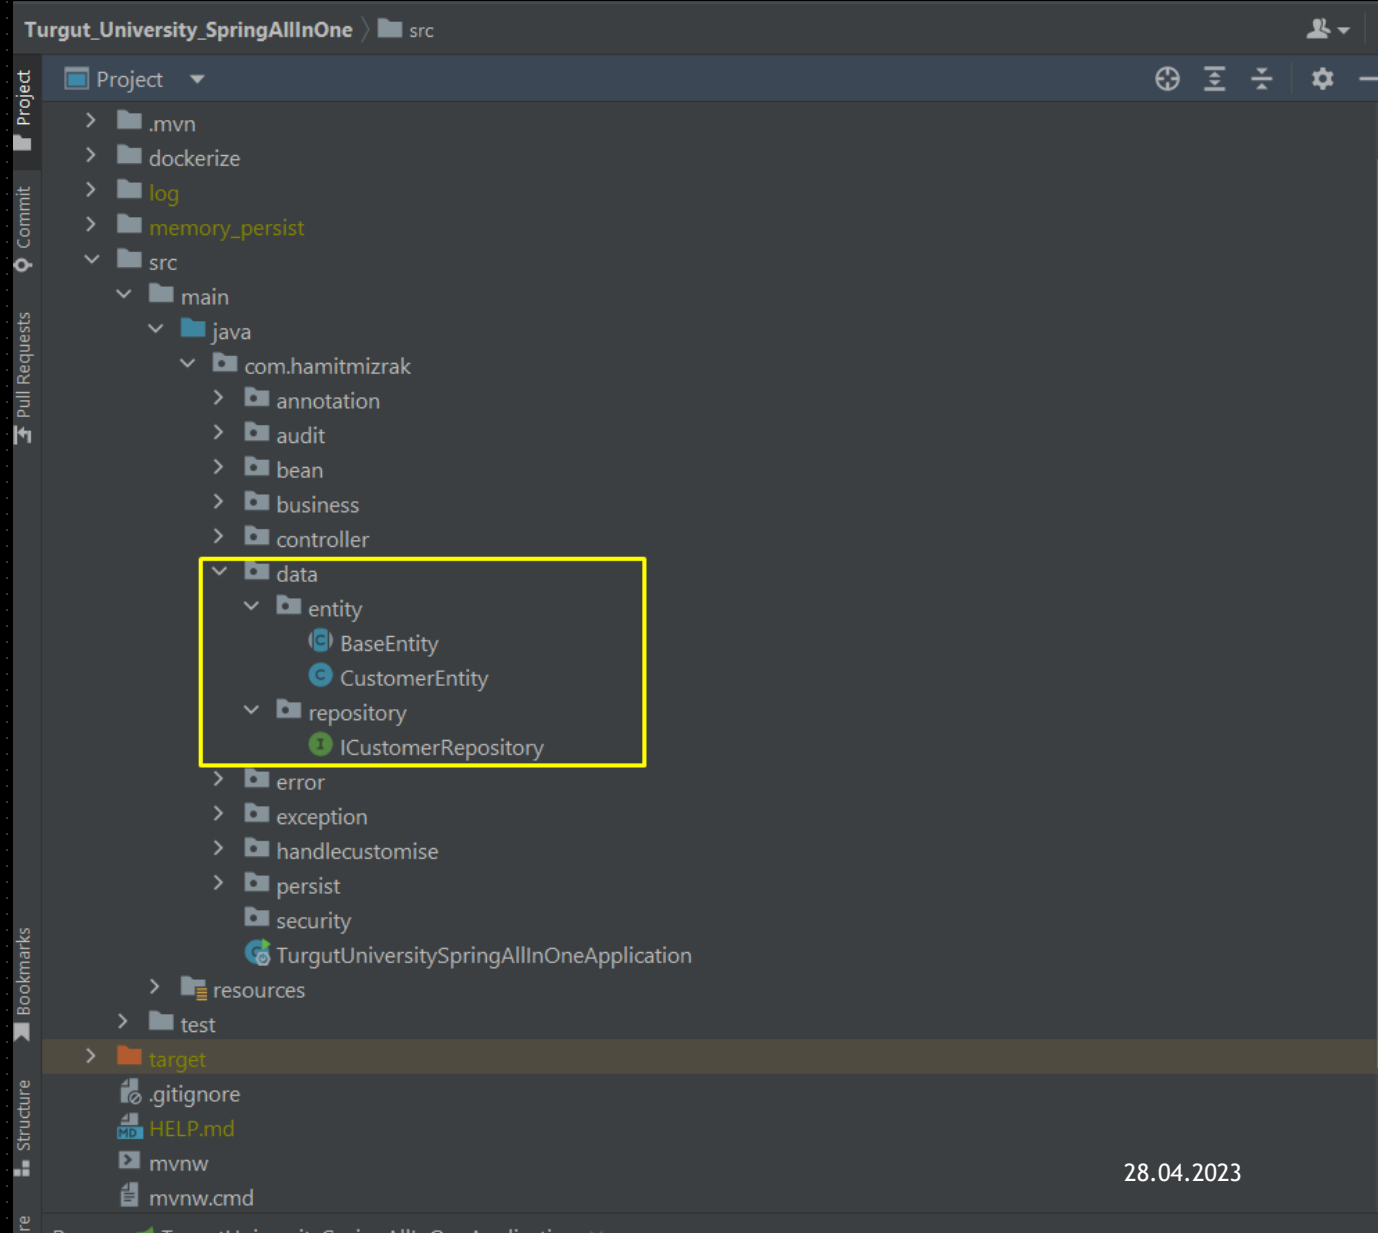 Turgut_University_SpringAllInOne
src
Project
Project
Commit
Pull Requests
Bookmarks
Structure
.mvn
dockerize
log
memory_persist
src
main
java
com.hamitmizrak
annotation
audit
bean
business
controller
data
entity
BaseEntity
CustomerEntity
repository
ICustomerRepository
error
exception
handlecustomise
persist
security
TurgutUniversitySpringAllInOneApplication
resources
test
target
.gitignore
HELP.md
mvnw
mvnw.cmd
28.04.2023